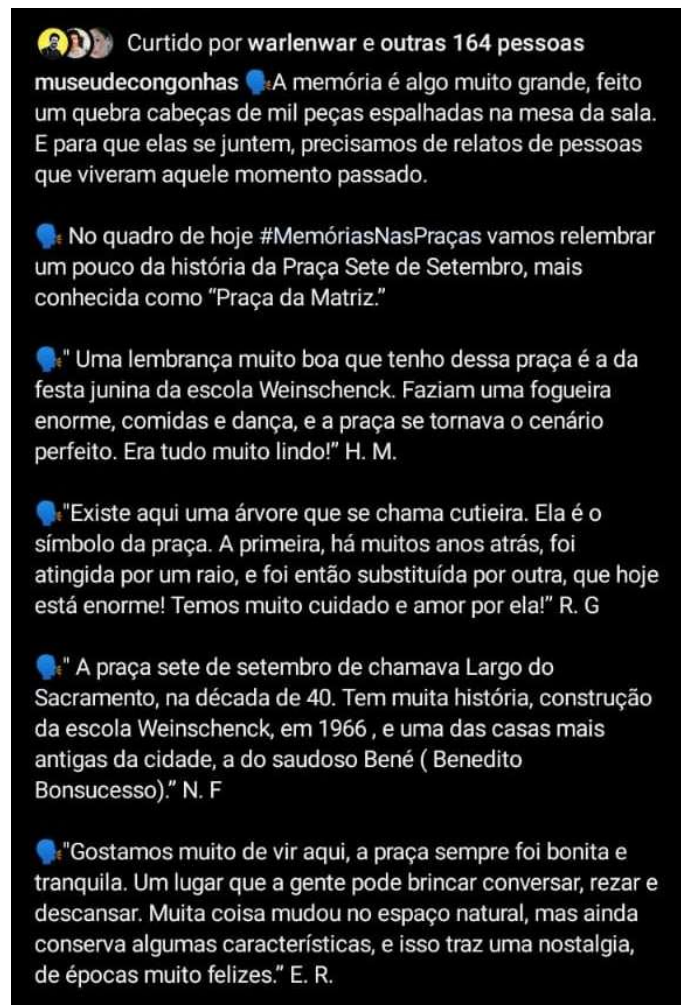 Curtido por warlenwar e outras 164 pessoas
museudecongonhas 🗣️A memória é algo muito grande, feito
um quebra cabeças de mil peças espalhadas na mesa da sala.
E para que elas se juntem, precisamos de relatos de pessoas
que viveram aquele momento passado.
🗣️ No quadro de hoje #MemóriasNasPraças vamos relembrar
um pouco da história da Praça Sete de Setembro, mais
conhecida como “Praça da Matriz.”
🗣️" Uma lembrança muito boa que tenho dessa praça é a da
festa junina da escola Weinschenck. Faziam uma fogueira
enorme, comidas e dança, e a praça se tornava o cenário
perfeito. Era tudo muito lindo!” H. M.
🗣️"Existe aqui uma árvore que se chama cutieira. Ela é o
símbolo da praça. A primeira, há muitos anos atrás, foi
atingida por um raio, e foi então substituída por outra, que hoje
está enorme! Temos muito cuidado e amor por ela!” R. G
🗣️" A praça sete de setembro de chamava Largo do
Sacramento, na década de 40. Tem muita história, construção
da escola Weinschenck, em 1966 , e uma das casas mais
antigas da cidade, a do saudoso Bené ( Benedito
Bonsucesso).” N. F
🗣️"Gostamos muito de vir aqui, a praça sempre foi bonita e
tranquila. Um lugar que a gente pode brincar conversar, rezar e
descansar. Muita coisa mudou no espaço natural, mas ainda
conserva algumas características, e isso traz uma nostalgia,
de épocas muito felizes.” E. R.